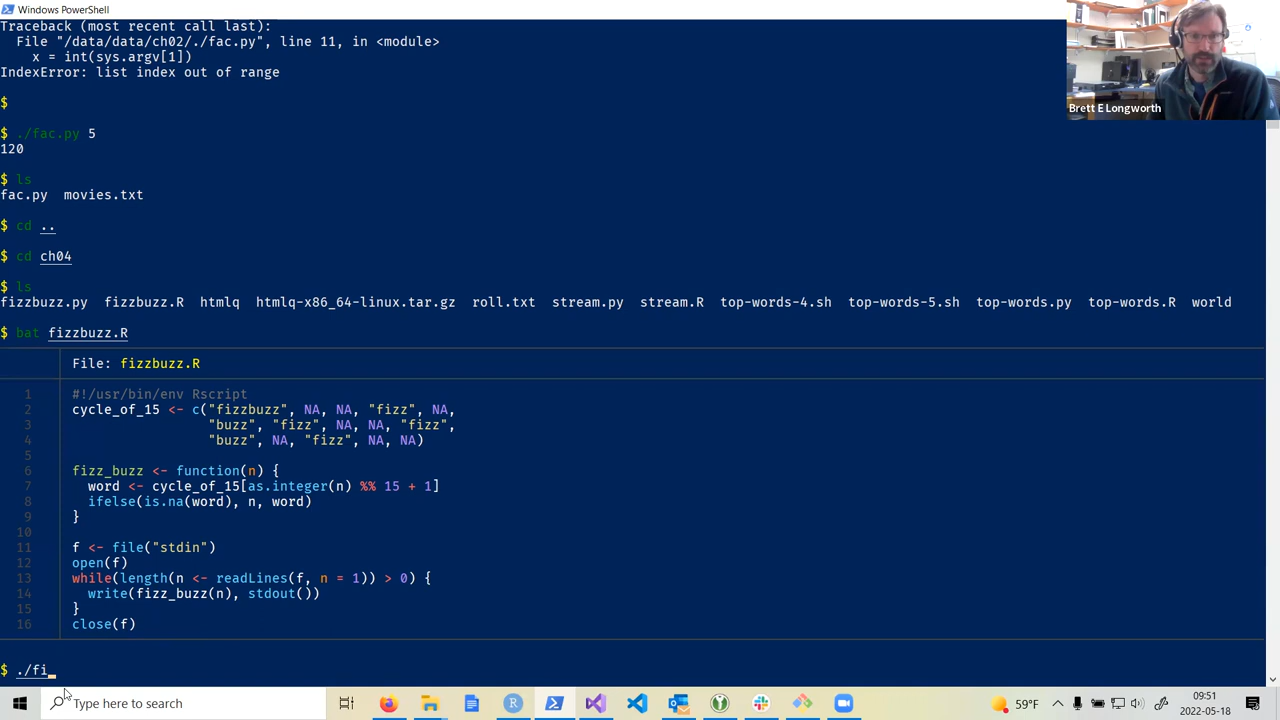 Windows PowerShell
Traceback (most recent call last):
File "/data/data/ch02/./fac.py", line 11, in <module>
x = int(sys.argv[1])
IndexError: list index out of range
$
$ ./fac.py 5
120
$ ls
fac.py movies.txt
$ cd ..
$ cd ch04
$ ls
fizzbuzz.py fizzbuzz.R htmlq htmlq-x86_64-linux.tar.gz roll.txt stream.py stream.R top-words-4.sh top-words-5.sh top-words.py top-words.R world
$ bat fizzbuzz.R
File: fizzbuzz.R
1 #!/usr/bin/env Rscript
2 cycle_of_15 <- c("fizzbuzz", NA, NA, "fizz", NA,
3 "buzz", "fizz", NA, NA, "fizz",
4 "buzz", NA, "fizz", NA, NA)
5
6 fizz_buzz <- function(n) {
7 word <- cycle_of_15[as.integer(n) %% 15 + 1]
8 ifelse(is.na(word), n, word)
9 }
10
11 f <- file("stdin")
12 open(f)
13 while(length(n <- readLines(f, n = 1)) > 0) {
14 write(fizz_buzz(n), stdout())
15 }
16 close(f)
$ ./fi
Brett E Longworth
Type here to search
59°F
09:51
2022-05-18